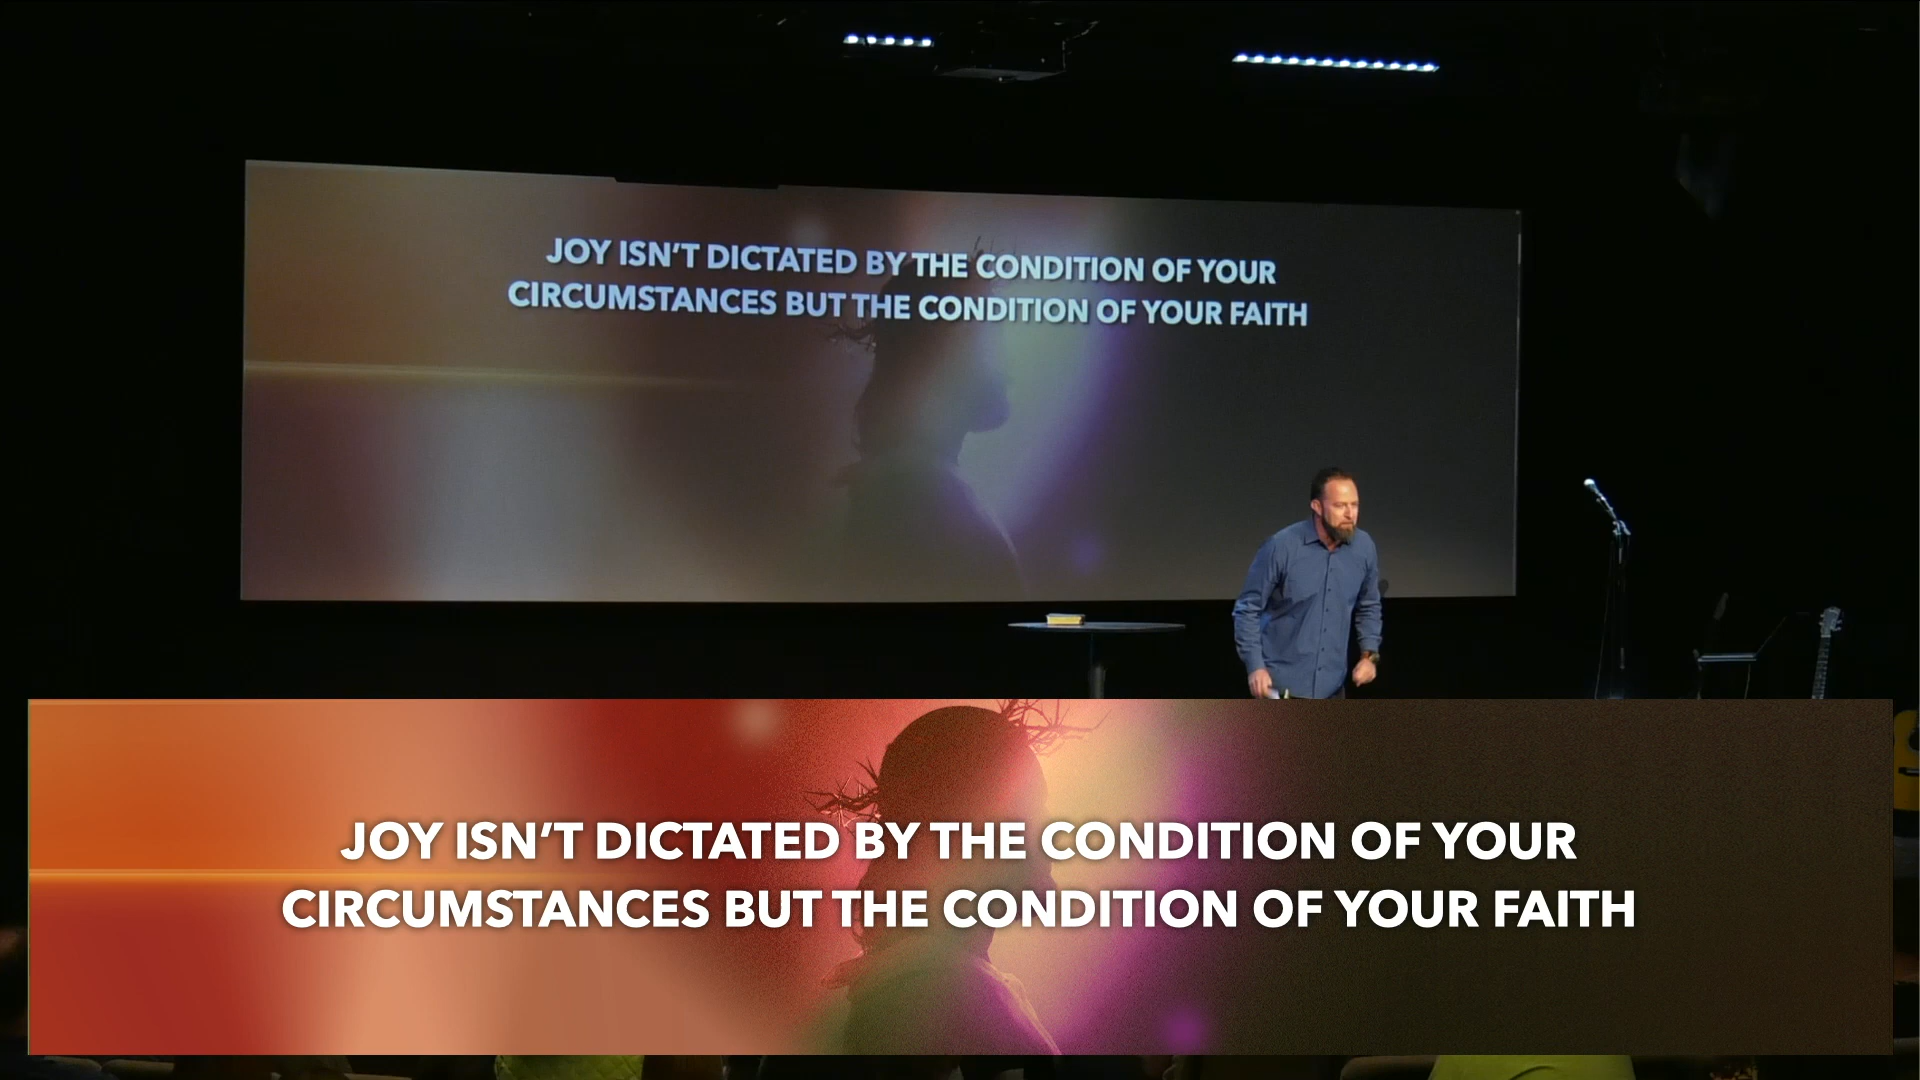 JOY ISN'T DICTATED BY THE CONDITION OF YOUR
CIRCUMSTANCES BUT THE CONDITION OF YOUR FAITH
JOY ISN'T DICTATED BY THE CONDITION OF YOUR
CIRCUMSTANCES BUT THE CONDITION OF YOUR FAITH